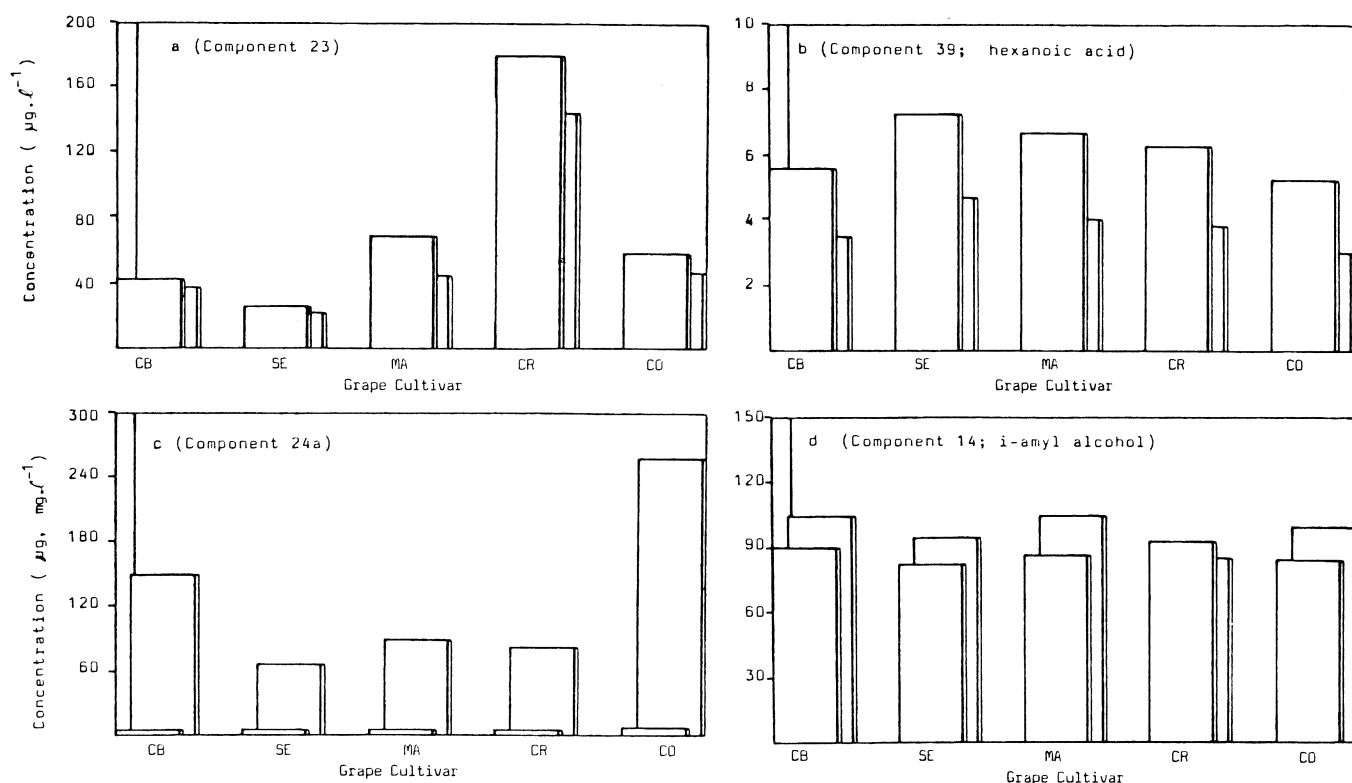 a (Component 23)
Concentration ( µg.ℓ⁻¹)
200
160
120
80
40
CB SE MA CR CO
Grape Cultivar
b (Component 39; hexanoic acid)
10
8
6
4
2
CB SE MA CR CO
Grape Cultivar
c (Component 24a)
Concentration ( µg, mg.ℓ⁻¹)
300
240
180
120
60
CB SE MA CR CO
Grape Cultivar
d (Component 14; i-amyl alcohol)
150
120
90
60
30
CB SE MA CR CO
Grape Cultivar